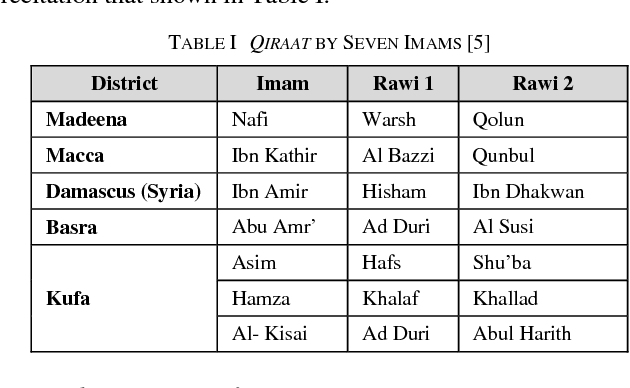 recitation that shown in Table I.
TABLE I QIRAAT BY SEVEN IMAMS [5]
District Imam Rawi 1 Rawi 2
Madeena Nafi Warsh Qolun
Macca Ibn Kathir Al Bazzi Qunbul
Damascus (Syria) Ibn Amir Hisham Ibn Dhakwan
Basra Abu Amr’ Ad Duri Al Susi
Kufa Asim Hafs Shu’ba
Hamza Khalaf Khallad
Al- Kisai Ad Duri Abul Harith